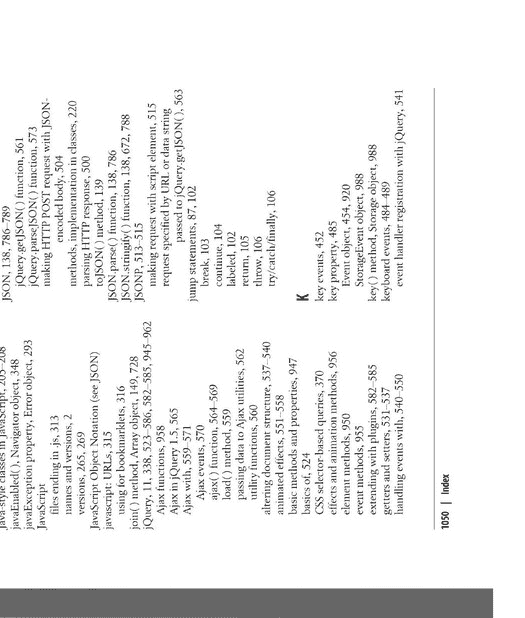 Java-style classes in JavaScript, 205–208
javaEnabled( ), Navigator object, 348
javaException property, Error object, 293
JavaScript
files ending in .js, 313
names and versions, 2
versions, 265, 269
JavaScript Object Notation (see JSON)
javascript: URLs, 315
using for bookmarklets, 316
join( ) method, Array object, 149, 728
jQuery, 11, 338, 523–586, 582–585, 945–962
Ajax functions, 958
Ajax in jQuery 1.5, 565
Ajax with, 559–571
Ajax events, 570
ajax( ) function, 564–569
load( ) method, 559
passing data to Ajax utilities, 562
utility functions, 560
altering document structure, 537–540
animated effects, 551–558
basic methods and properties, 947
basics of, 524
CSS selector-based queries, 370
effects and animation methods, 956
element methods, 950
event methods, 955
extending with plugins, 582–585
getters and setters, 531–537
handling events with, 540–550
JSON, 138, 786–789
jQuery.getJSON( ) function, 561
jQuery.parseJSON( ) function, 573
making HTTP POST request with JSON-
encoded body, 504
methods, implementation in classes, 220
parsing HTTP response, 500
toJSON( ) method, 139
JSON.parse( ) function, 138, 786
JSON.stringify( ) function, 138, 672, 788
JSONP, 513–515
making request with script element, 515
request specified by URL or data string
passed to jQuery.getJSON( ), 563
jump statements, 87, 102
break, 103
continue, 104
labeled, 102
return, 105
throw, 106
try/catch/finally, 106
K
key events, 452
key property, 485
Event object, 454, 920
StorageEvent object, 988
key( ) method, Storage object, 988
keyboard events, 484–489
event handler registration with jQuery, 541
1050 | Index